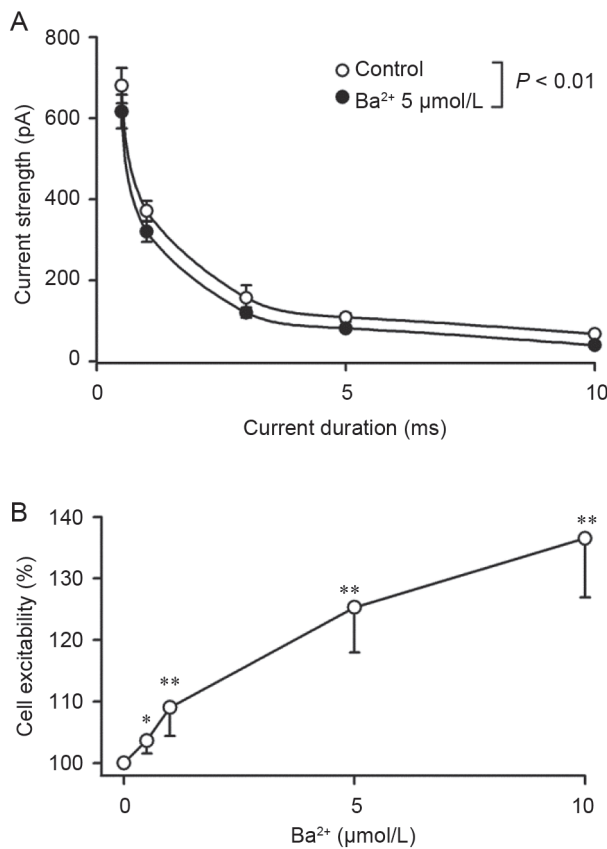 A
800
600
400
200
0
Current strength (pA)
Control
Ba²⁺ 5 μmol/L
P < 0.01
0 5 10
Current duration (ms)
B
140
130
120
110
100
Cell excitability (%)
*
**
**
**
0 5 10
Ba²⁺ (μmol/L)